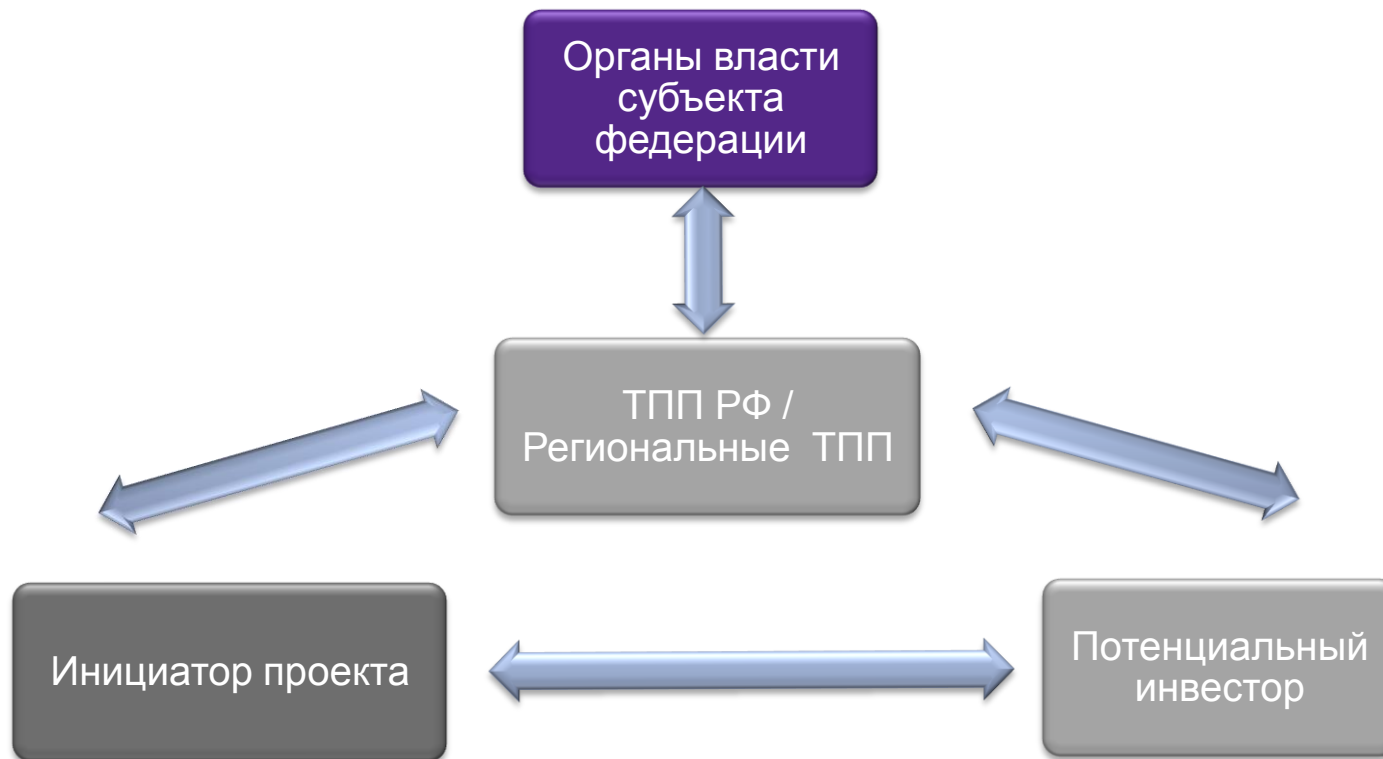 Органы власти
субъекта
федерации
ТПП РФ /
Региональные ТПП
Инициатор проекта
Потенциальный
инвестор